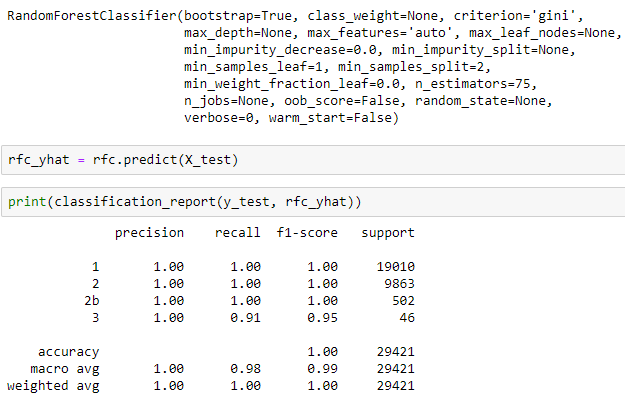 RandomForestClassifier(bootstrap=True, class_weight=None, criterion='gini',
max_depth=None, max_features='auto', max_leaf_nodes=None,
min_impurity_decrease=0.0, min_impurity_split=None,
min_samples_leaf=1, min_samples_split=2,
min_weight_fraction_leaf=0.0, n_estimators=75,
n_jobs=None, oob_score=False, random_state=None,
verbose=0, warm_start=False)
rfc_yhat = rfc.predict(X_test)
print(classification_report(y_test, rfc_yhat))
precision recall f1-score support
1 1.00 1.00 1.00 19010
2 1.00 1.00 1.00 9863
2b 1.00 1.00 1.00 502
3 1.00 0.91 0.95 46
accuracy 1.00 29421
macro avg 1.00 0.98 0.99 29421
weighted avg 1.00 1.00 1.00 29421